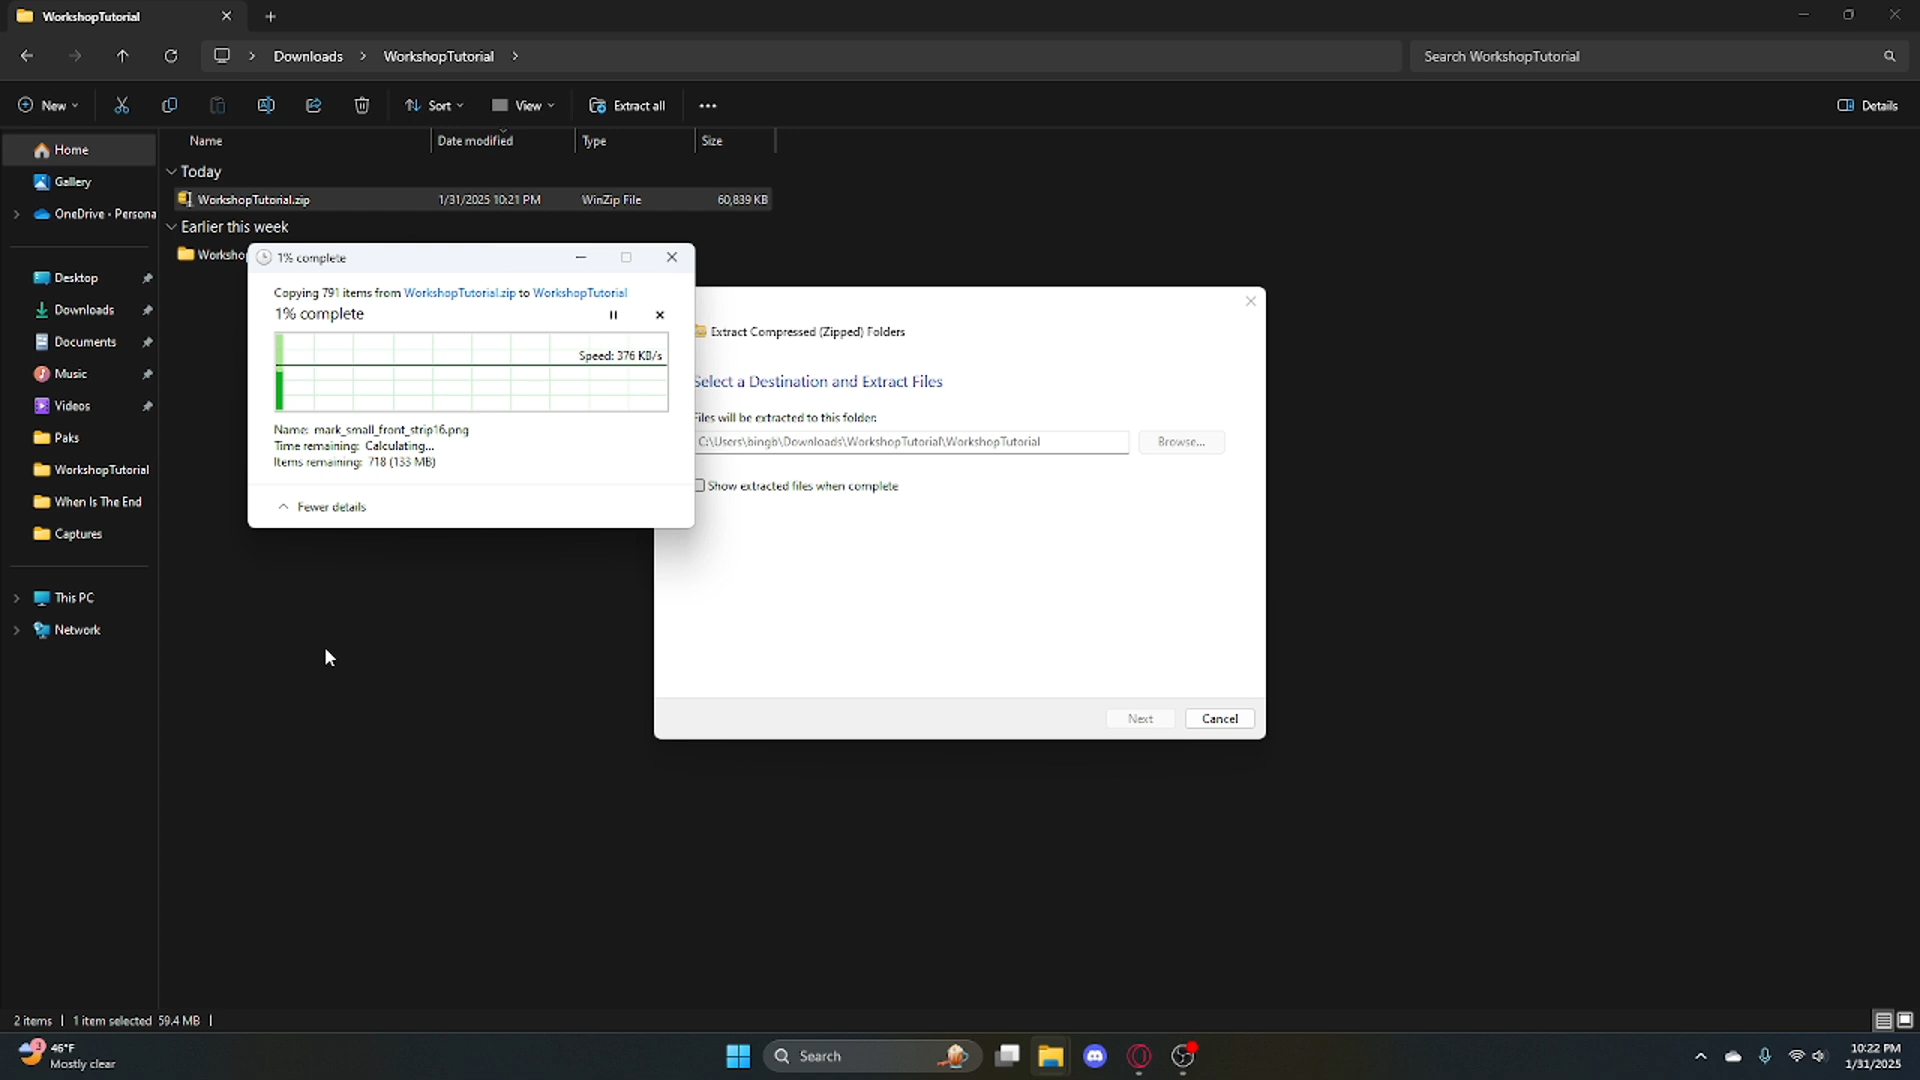 WorkshopTutorial
Downloads
WorkshopTutorial
Search WorkshopTutorial
New
Sort
View
Extract all
Details
Name
Date modified
Type
Size
Home
Gallery
OneDrive - Persona
Desktop
Downloads
Documents
Music
Videos
Paks
WorkshopTutorial
When Is The End
Captures
This PC
Network
Today
WorkshopTutorial.zip 1/31/2025 10:21 PM WinZip File 60,839 KB
Earlier this week
1% complete
Copying 791 items from WorkshopTutorial.zip to WorkshopTutorial
1% complete
Speed: 376 KB/s
Name: mark_small_front_strip16.png
Time remaining: Calculating...
Items remaining: 718 (133 MB)
Fewer details
Extract Compressed (Zipped) Folders
Select a Destination and Extract Files
Files will be extracted to this folder:
C:\Users\bingb\Downloads\WorkshopTutorial\WorkshopTutorial
Browse...
Show extracted files when complete
Next
Cancel
2 items
1 item selected 59.4 MB
3
46°F
Mostly clear
Search
10:22 PM
1/31/2025